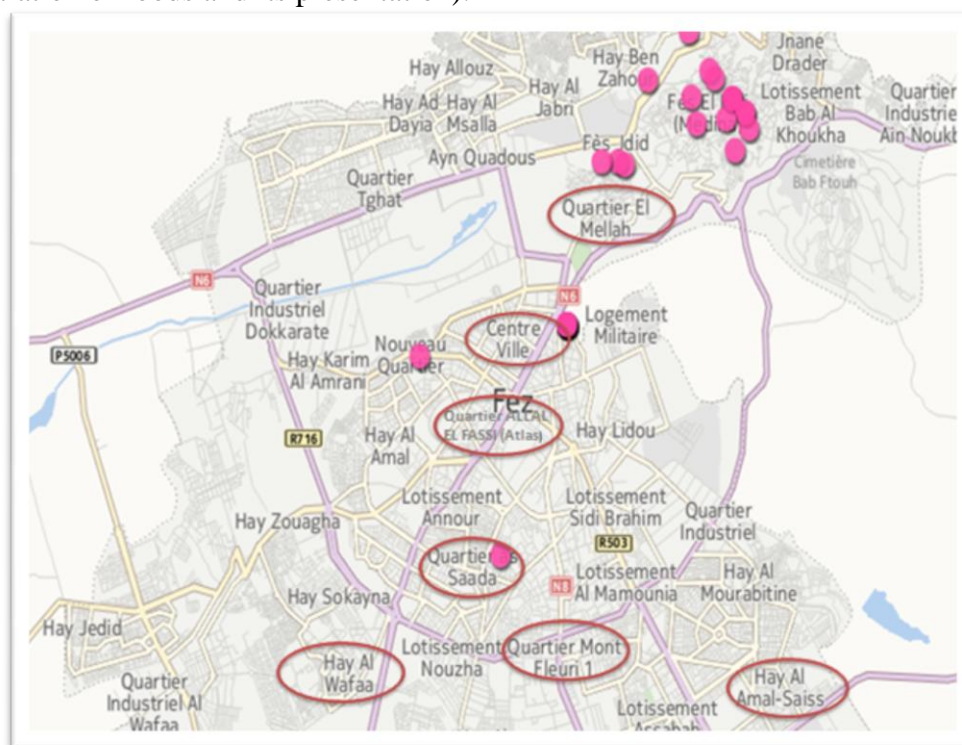 Jnane
Drader
Hay Ben
Hay Allouz
Hay Al
Jabri
Lotissement
Bab Al
Khoukha
Quartier
Industrie
Ain Noukb
Hay Ad
Dayia
Hay Al
Msalla
Cimetière
Bab Ftouh
Ayn Quadous
Quartier
Tghat
Quartier El
Mellah
N6
N6
Quartier
Industriel
Dokkarate
Centre
Ville
Logement
Militaire
P5006
Hay Karim
Al Amrani
Fez
Quartier ALLAL
EL FASSI (Atlas)
R716
Hay Al
Amal
Hay Lidou
Lotissement
Annour
Lotissement
Sidi Brahim
Hay Zouagha
Quartier
Industriel
R503
Saada
N8
Lotissement
Al Mamounia
Hay Al
Mourabitine
Hay Sokayna
Hay Jedid
Lotissement
Nouzha
Quartier Mont
Fleuri 1
Hay Al
Wafaa
Hay Al
Amal-Saiss
Quartier
Industriel Al
Wafaa
Lotissement